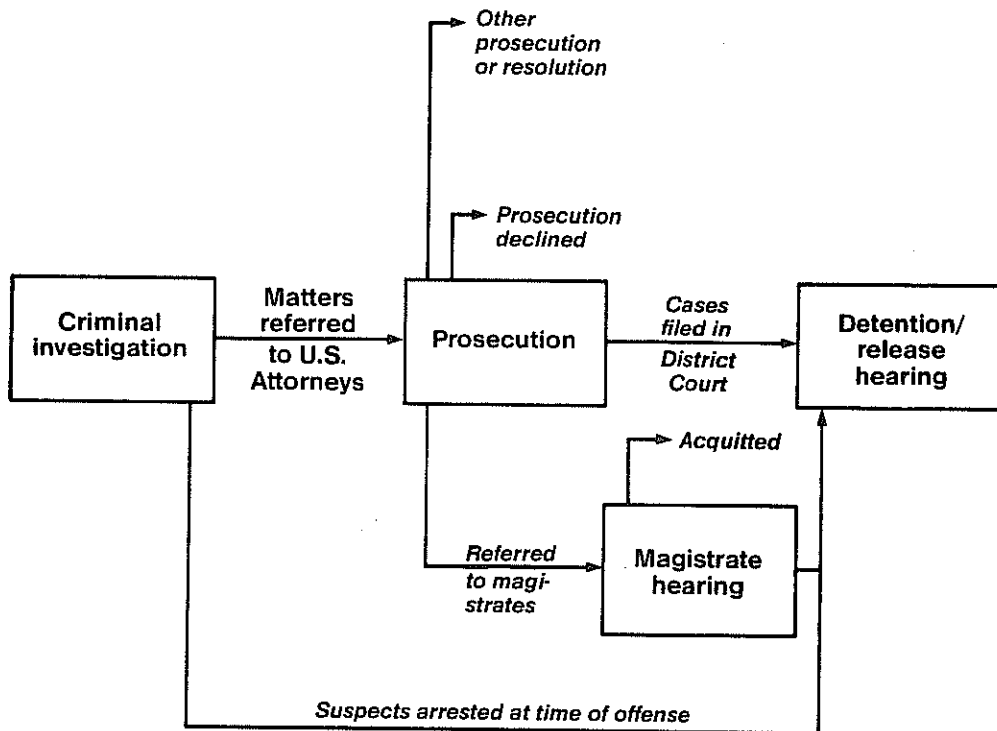 Other
prosecution
or resolution
Prosecution
declined
Criminal
investigation
Matters
referred
to U.S.
Attorneys
Prosecution
Cases
filed in
District
Court
Detention/
release
hearing
Acquitted
Referred
to magi-
strates
Magistrate
hearing
Suspects arrested at time of offense